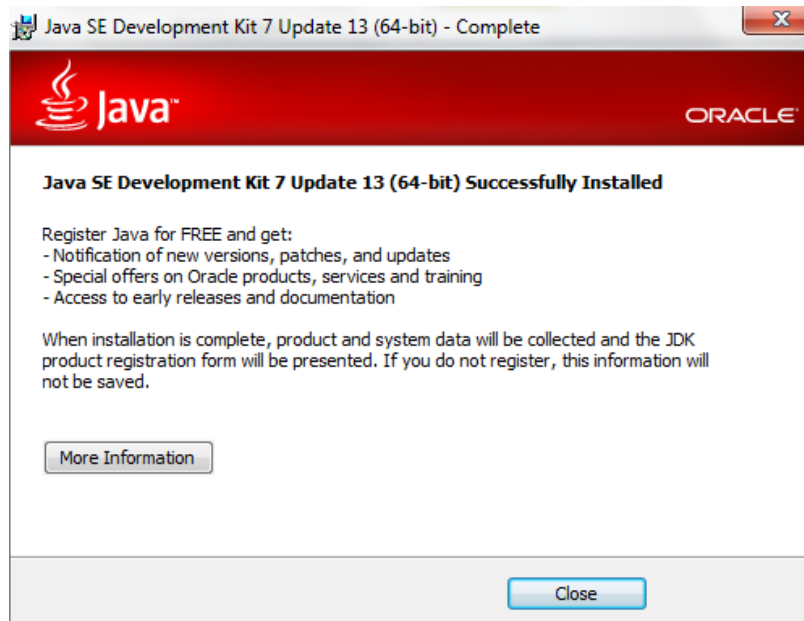 Java SE Development Kit 7 Update 13 (64-bit) - Complete
Java™
ORACLE
Java SE Development Kit 7 Update 13 (64-bit) Successfully Installed
Register Java for FREE and get:
- Notification of new versions, patches, and updates
- Special offers on Oracle products, services and training
- Access to early releases and documentation
When installation is complete, product and system data will be collected and the JDK
product registration form will be presented. If you do not register, this information will
not be saved.
More Information
Close